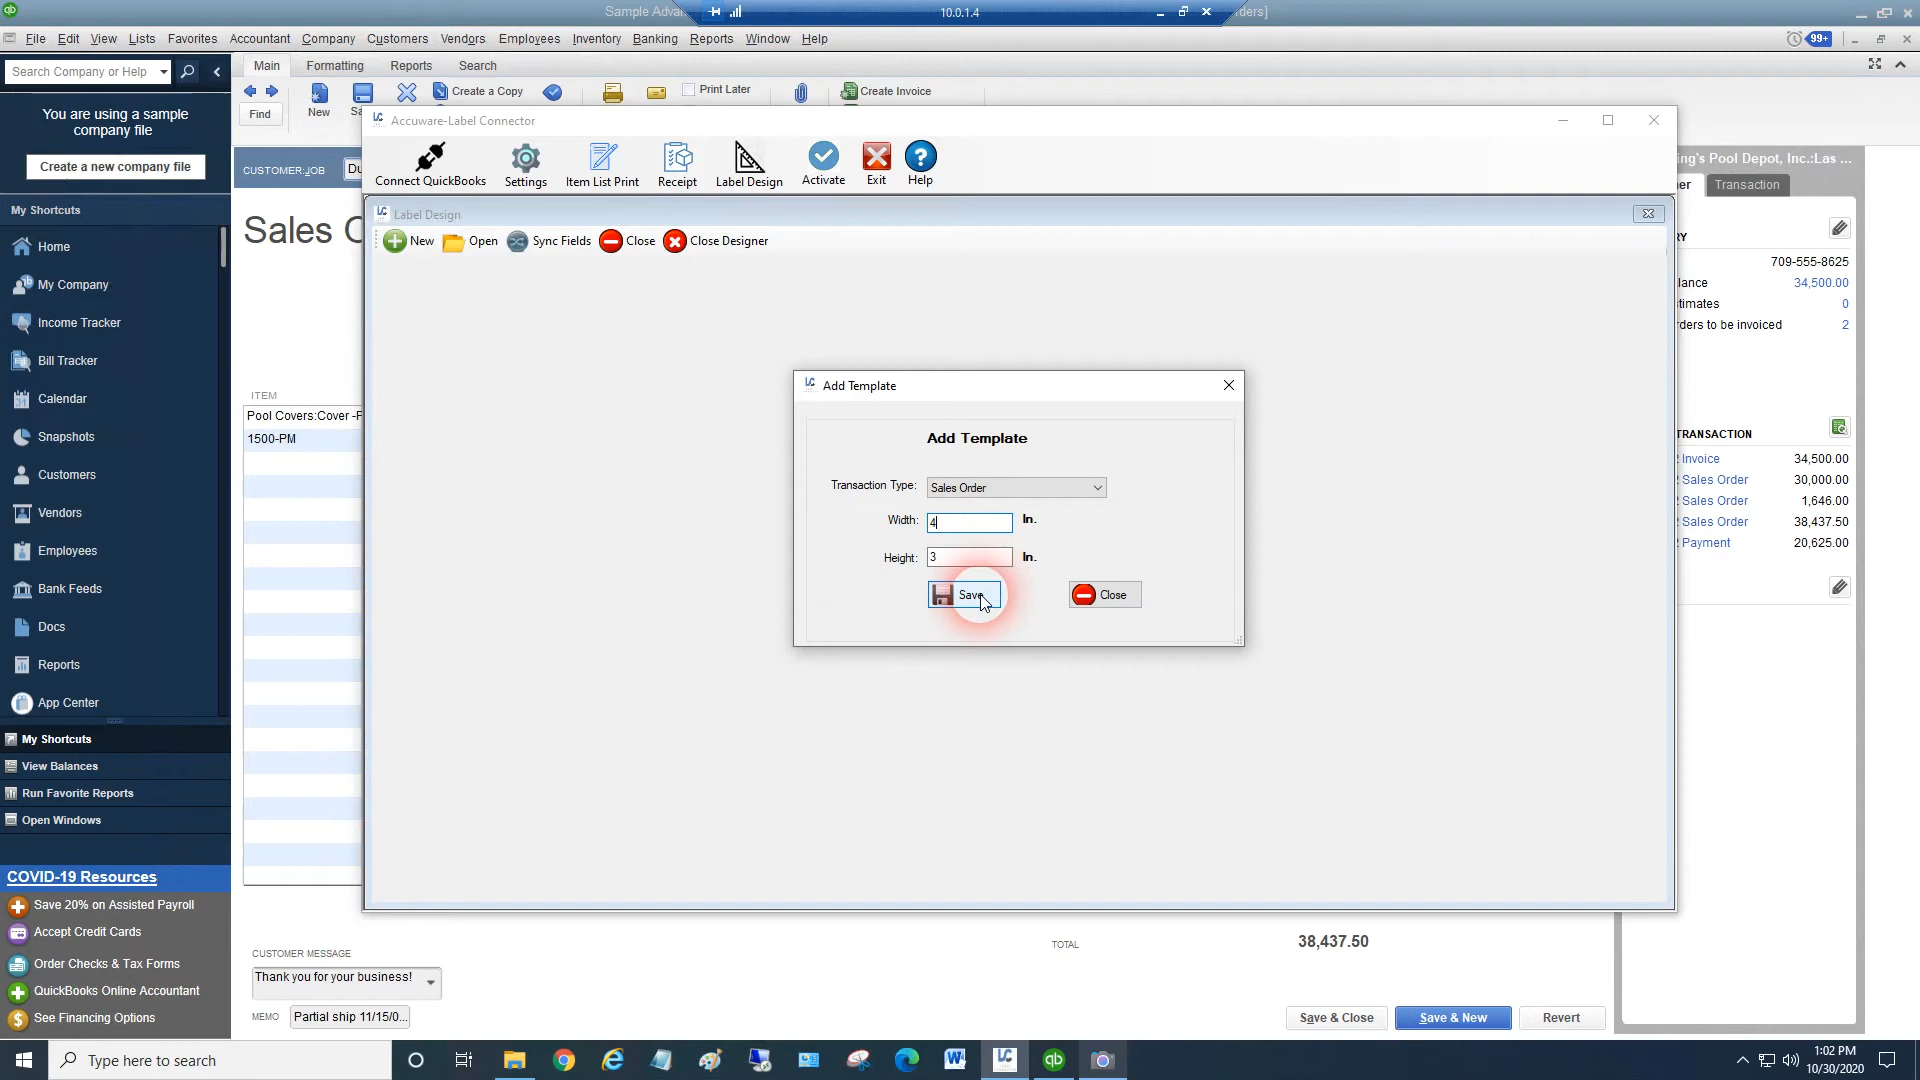 Sample Adva
10.0.1.4
rders]
File Edit View Lists Favorites Accountant Company Customers Vendors Employees Inventory Banking Reports Window Help
99+
Search Company or Help
Main Formatting Reports Search
Find
New
Create a Copy
Print Later
Create Invoice
You are using a sample
company file
Create a new company file
My Shortcuts
Home
My Company
Income Tracker
Bill Tracker
Calendar
Snapshots
Customers
Vendors
Employees
Bank Feeds
Docs
Reports
App Center
My Shortcuts
View Balances
Run Favorite Reports
Open Windows
COVID-19 Resources
Save 20% on Assisted Payroll
Accept Credit Cards
Order Checks & Tax Forms
QuickBooks Online Accountant
See Financing Options
CUSTOMER:JOB
Du
Sales O
ITEM
Pool Covers:Cover -P
1500-PM
Accuware-Label Connector
Connect QuickBooks
Settings
Item List Print
Receipt
Label Design
Activate
Exit
Help
Label Design
New
Open
Sync Fields
Close
Close Designer
Add Template
Add Template
Transaction Type: Sales Order
Width: 4 In.
Height: 3 In.
Save
Close
ng's Pool Depot, Inc.:Las ...
er
Transaction
RY
709-555-8625
lance 34,500.00
stimates 0
rders to be invoiced 2
TRANSACTION
2 Invoice 34,500.00
2 Sales Order 30,000.00
2 Sales Order 1,646.00
2 Sales Order 38,437.50
2 Payment 20,625.00
CUSTOMER MESSAGE
Thank you for your business!
MEMO
Partial ship 11/15/0...
TOTAL
38,437.50
Save & Close
Save & New
Revert
Type here to search
1:02 PM
10/30/2020